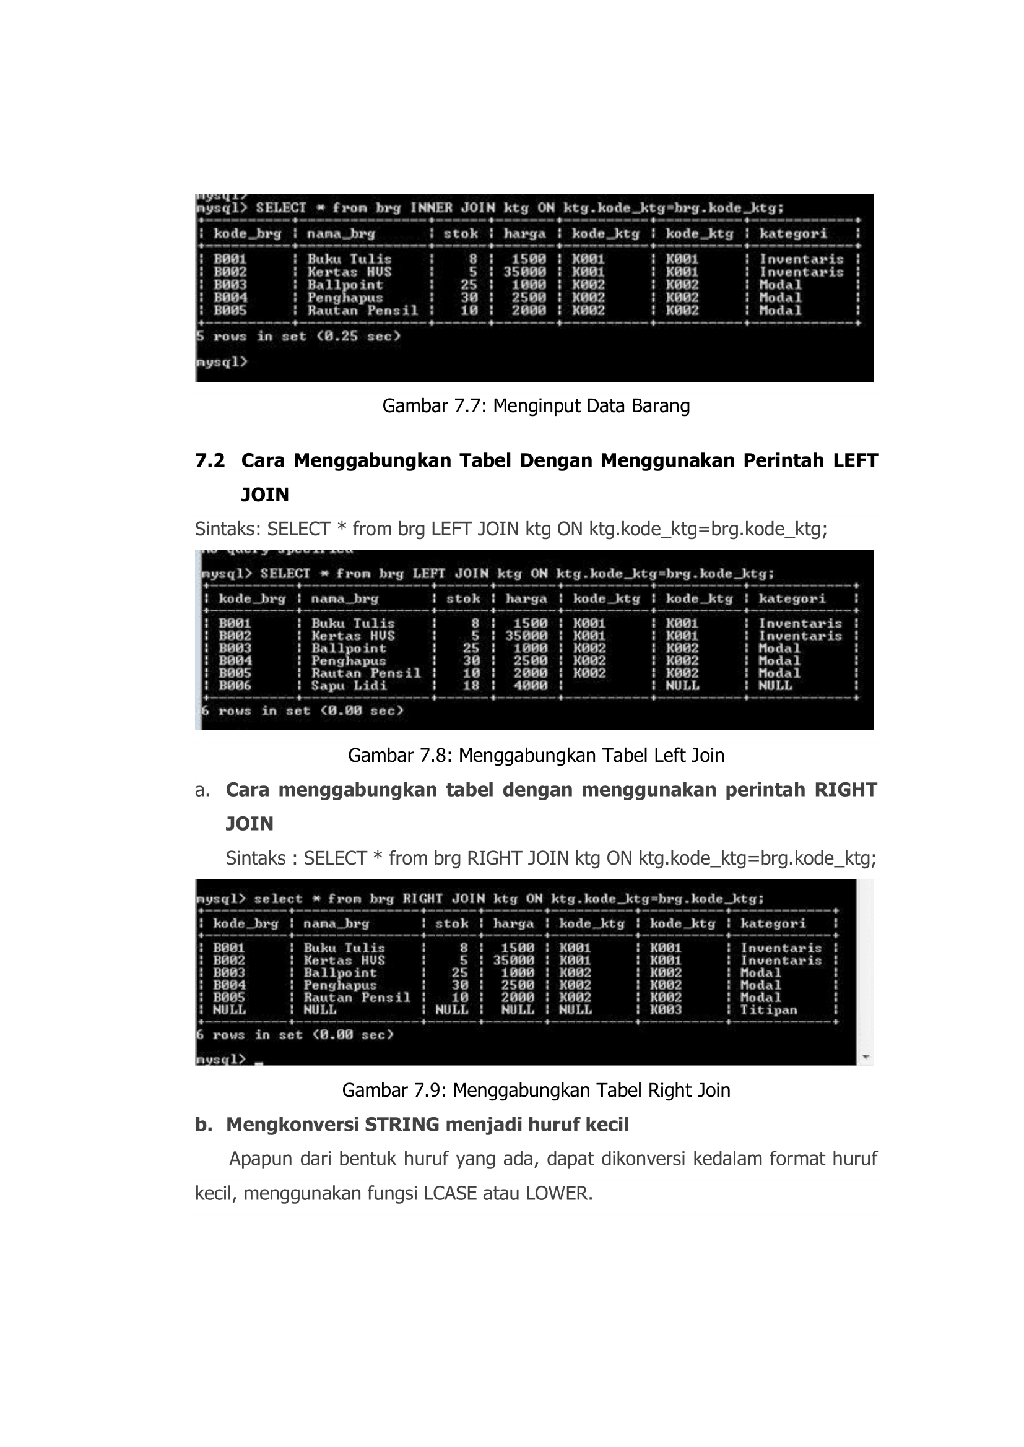 mysql>
mysql> SELECT * from brg INNER JOIN ktg ON ktg.kode_ktg=brg.kode_ktg;
| kode_brg | nama_brg | stok | harga | kode_ktg | kode_ktg | kategori |
| B001 | Buku Tulis | 8 | 1500 | K001 | K001 | Inventaris |
| B002 | Kertas HVS | 5 | 35000 | K001 | K001 | Inventaris |
| B003 | Ballpoint | 25 | 1000 | K002 | K002 | Modal |
| B004 | Penghapus | 30 | 2500 | K002 | K002 | Modal |
| B005 | Rautan Pensil | 10 | 2000 | K002 | K002 | Modal |
5 rows in set (0.25 sec)
mysql>
Gambar 7.7: Menginput Data Barang
7.2 Cara Menggabungkan Tabel Dengan Menggunakan Perintah LEFT
JOIN
Sintaks: SELECT * from brg LEFT JOIN ktg ON ktg.kode_ktg=brg.kode_ktg;
No query specified
mysql> SELECT * from brg LEFT JOIN ktg ON ktg.kode_ktg=brg.kode_ktg;
| kode_brg | nama_brg | stok | harga | kode_ktg | kode_ktg | kategori |
| B001 | Buku Tulis | 8 | 1500 | K001 | K001 | Inventaris |
| B002 | Kertas HVS | 5 | 35000 | K001 | K001 | Inventaris |
| B003 | Ballpoint | 25 | 1000 | K002 | K002 | Modal |
| B004 | Penghapus | 30 | 2500 | K002 | K002 | Modal |
| B005 | Rautan Pensil | 10 | 2000 | K002 | K002 | Modal |
| B006 | Sapu Lidi | 18 | 4000 | | NULL | NULL |
6 rows in set (0.00 sec)
Gambar 7.8: Menggabungkan Tabel Left Join
a. Cara menggabungkan tabel dengan menggunakan perintah RIGHT
JOIN
Sintaks : SELECT * from brg RIGHT JOIN ktg ON ktg.kode_ktg=brg.kode_ktg;
mysql> select * from brg RIGHT JOIN ktg ON ktg.kode_ktg=brg.kode_ktg;
| kode_brg | nama_brg | stok | harga | kode_ktg | kode_ktg | kategori |
| B001 | Buku Tulis | 8 | 1500 | K001 | K001 | Inventaris |
| B002 | Kertas HVS | 5 | 35000 | K001 | K001 | Inventaris |
| B003 | Ballpoint | 25 | 1000 | K002 | K002 | Modal |
| B004 | Penghapus | 30 | 2500 | K002 | K002 | Modal |
| B005 | Rautan Pensil | 10 | 2000 | K002 | K002 | Modal |
| NULL | NULL | NULL | NULL | NULL | K003 | Titipan |
6 rows in set (0.00 sec)
mysql> _
Gambar 7.9: Menggabungkan Tabel Right Join
b. Mengkonversi STRING menjadi huruf kecil
Apapun dari bentuk huruf yang ada, dapat dikonversi kedalam format huruf
kecil, menggunakan fungsi LCASE atau LOWER.